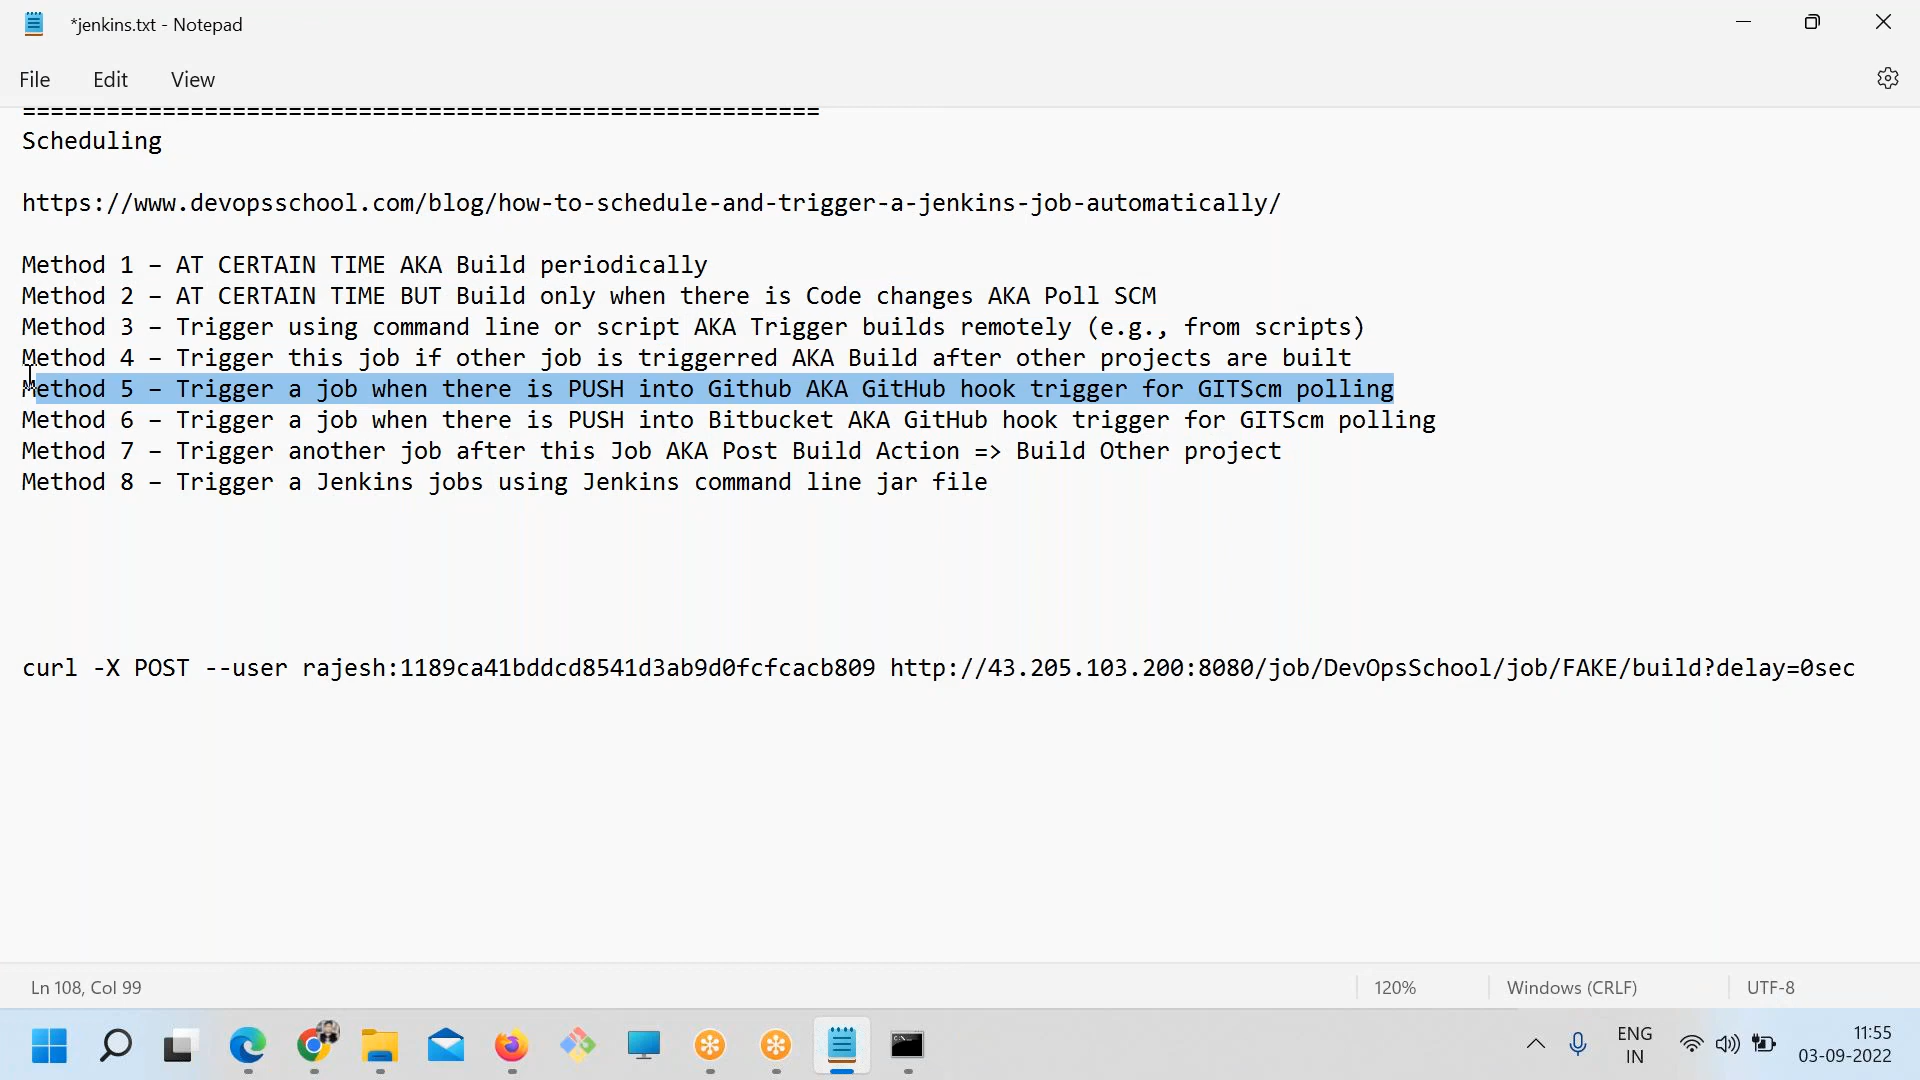 *jenkins.txt - Notepad
File Edit View
=========================================================
Scheduling
https://www.devopsschool.com/blog/how-to-schedule-and-trigger-a-jenkins-job-automatically/
Method 1 – AT CERTAIN TIME AKA Build periodically
Method 2 – AT CERTAIN TIME BUT Build only when there is Code changes AKA Poll SCM
Method 3 – Trigger using command line or script AKA Trigger builds remotely (e.g., from scripts)
Method 4 – Trigger this job if other job is triggerred AKA Build after other projects are built
Method 5 – Trigger a job when there is PUSH into Github AKA GitHub hook trigger for GITScm polling
Method 6 – Trigger a job when there is PUSH into Bitbucket AKA GitHub hook trigger for GITScm polling
Method 7 – Trigger another job after this Job AKA Post Build Action => Build Other project
Method 8 – Trigger a Jenkins jobs using Jenkins command line jar file
curl -X POST --user rajesh:1189ca41bddcd8541d3ab9d0fcfcacb809 http://43.205.103.200:8080/job/DevOpsSchool/job/FAKE/build?delay=0sec
Ln 108, Col 99 120% Windows (CRLF) UTF-8
ENG 11:55
IN 03-09-2022